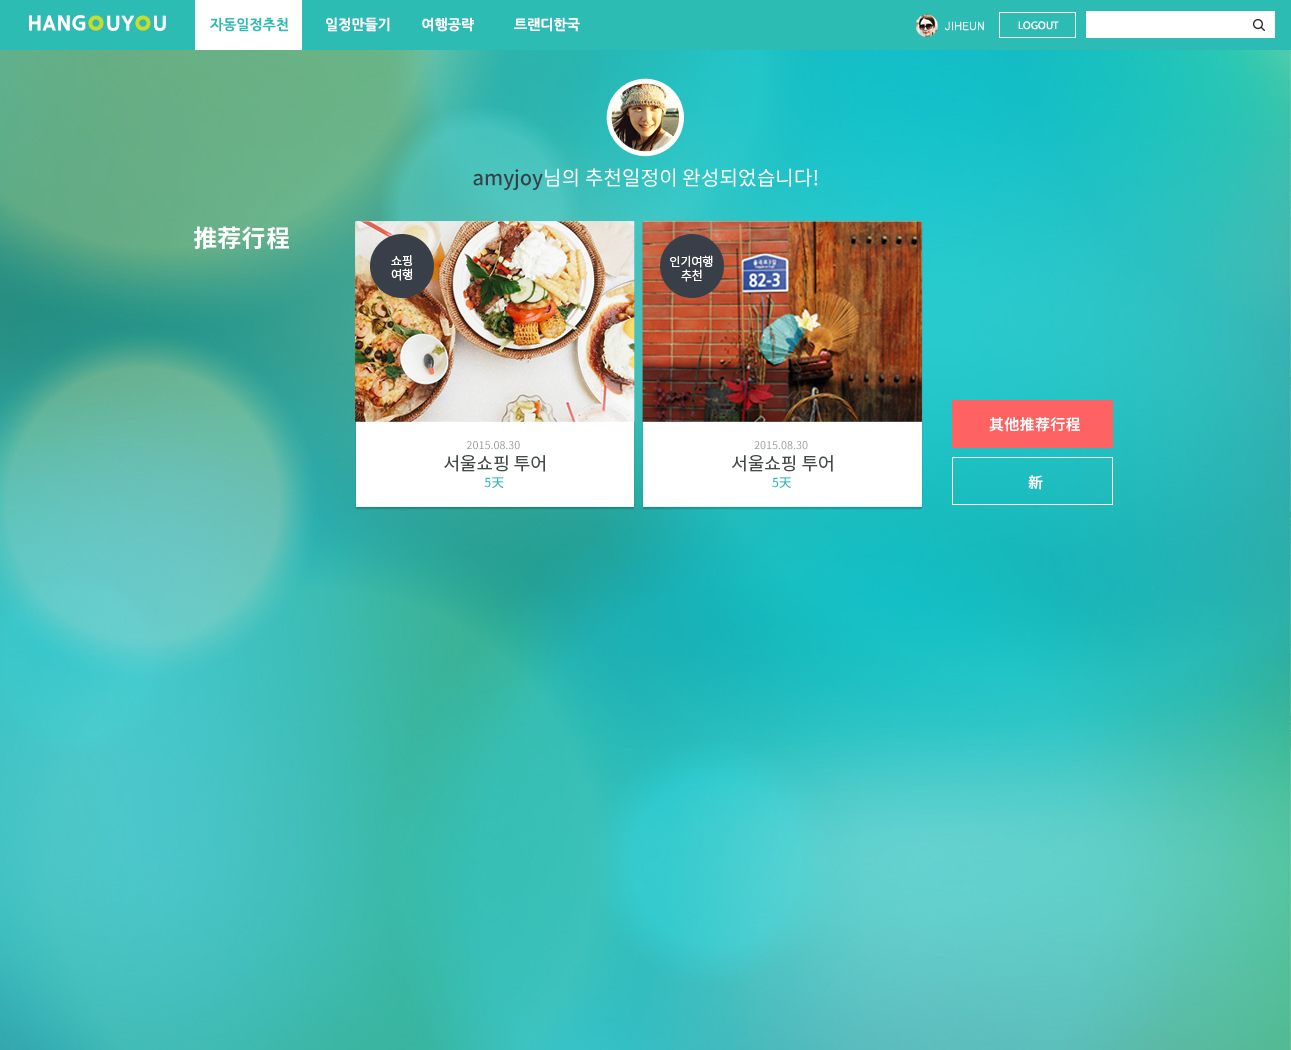 HANGOUYOU
자동일정추천
일정만들기
여행공략
트랜디한국
JIHEUN
LOGOUT
amyjoy님의 추천일정이 완성되었습니다!
推荐行程
쇼핑
여행
인기여행
추천
82-3
2015.08.30
서울쇼핑 투어
5天
2015.08.30
서울쇼핑 투어
5天
其他推荐行程
新